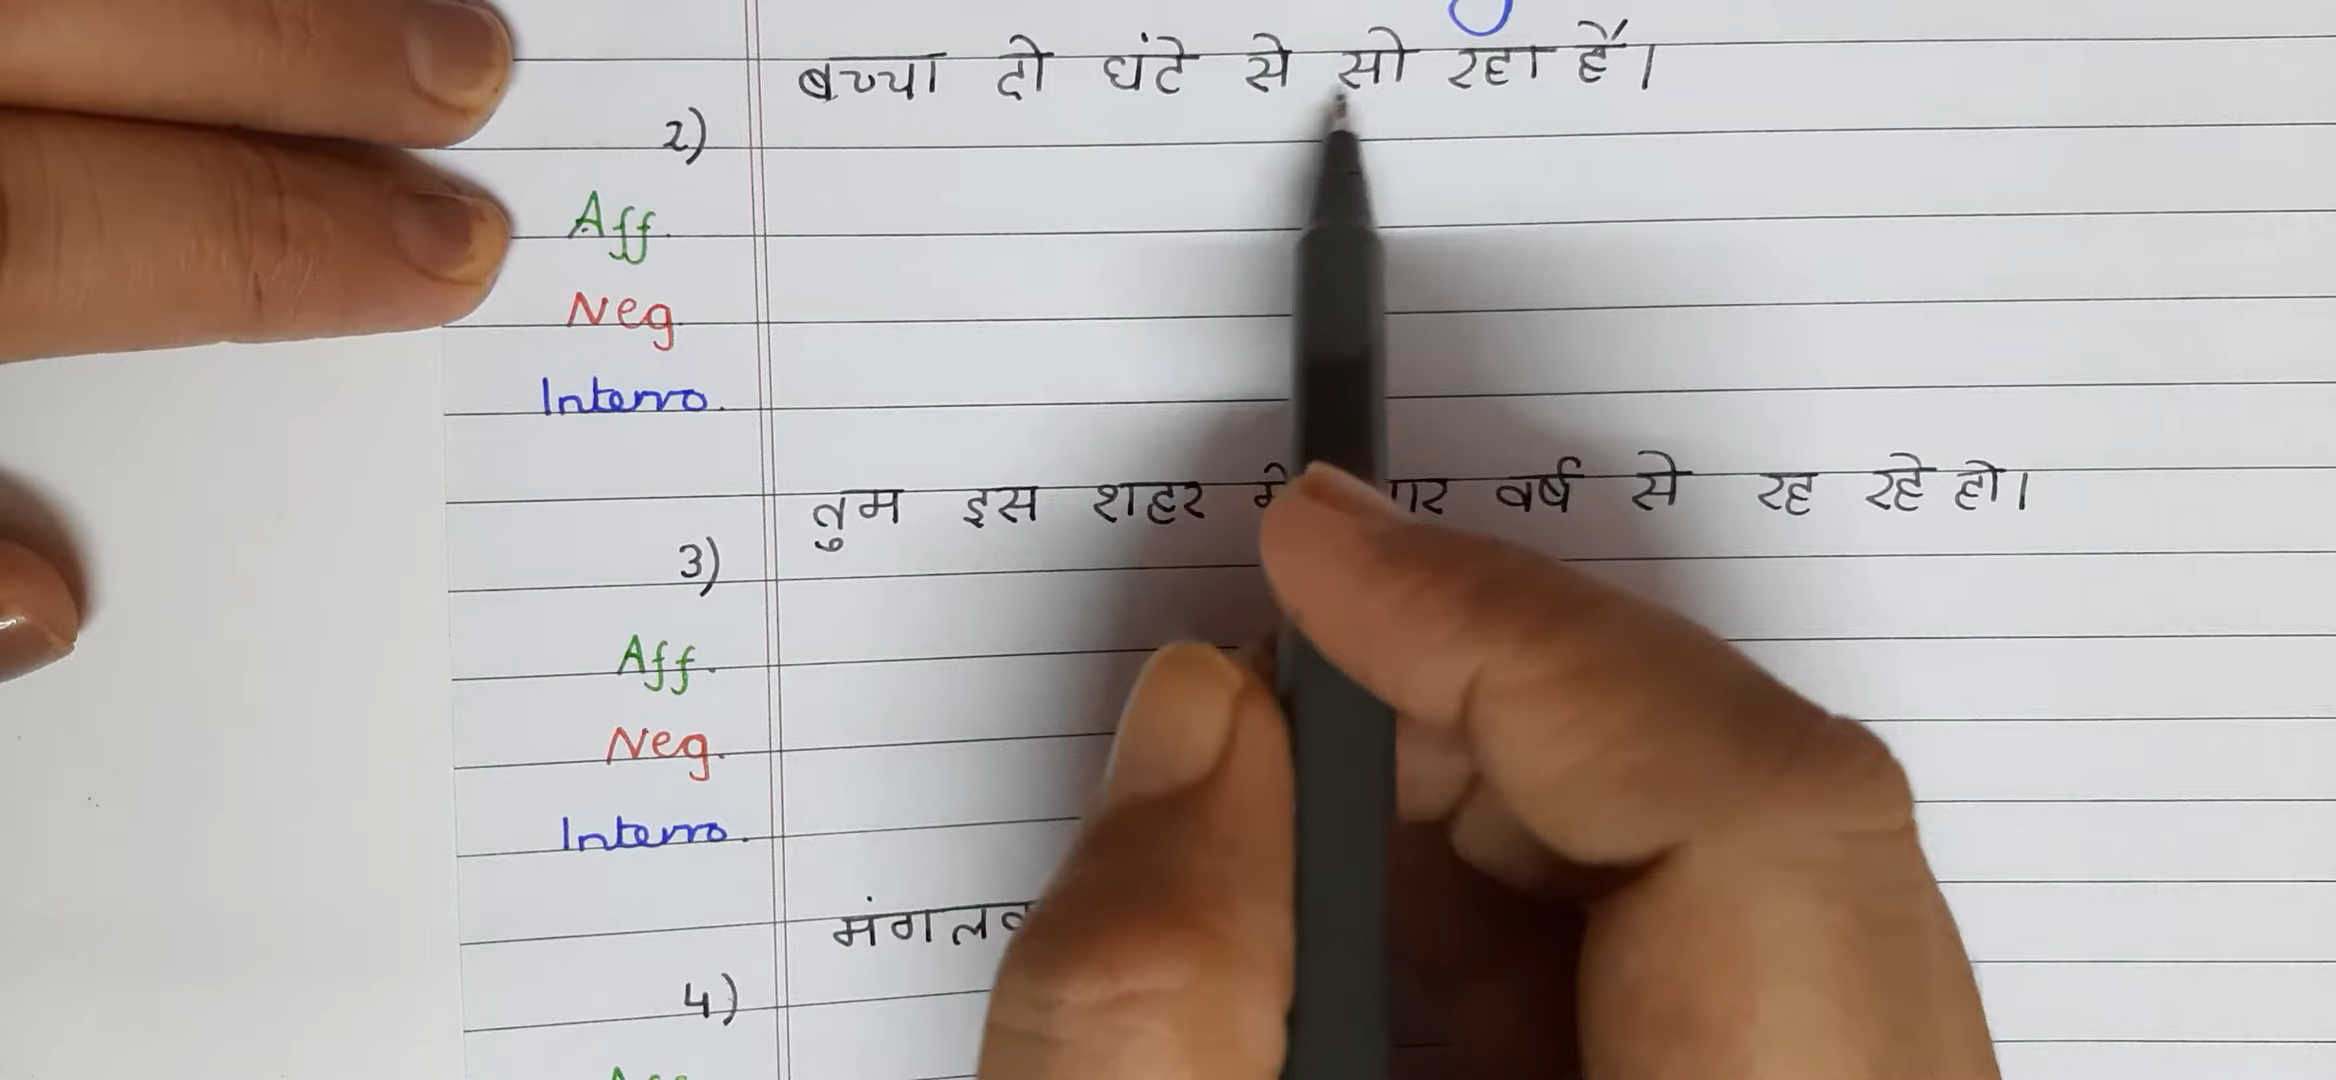 बच्चा दो घंटे से सो रहा है।
2)
Aff.
Neg.
Interro.
तुम इस शहर में वर्ष से रह रहे हो।
3)
Aff.
Neg.
Interro.
4)